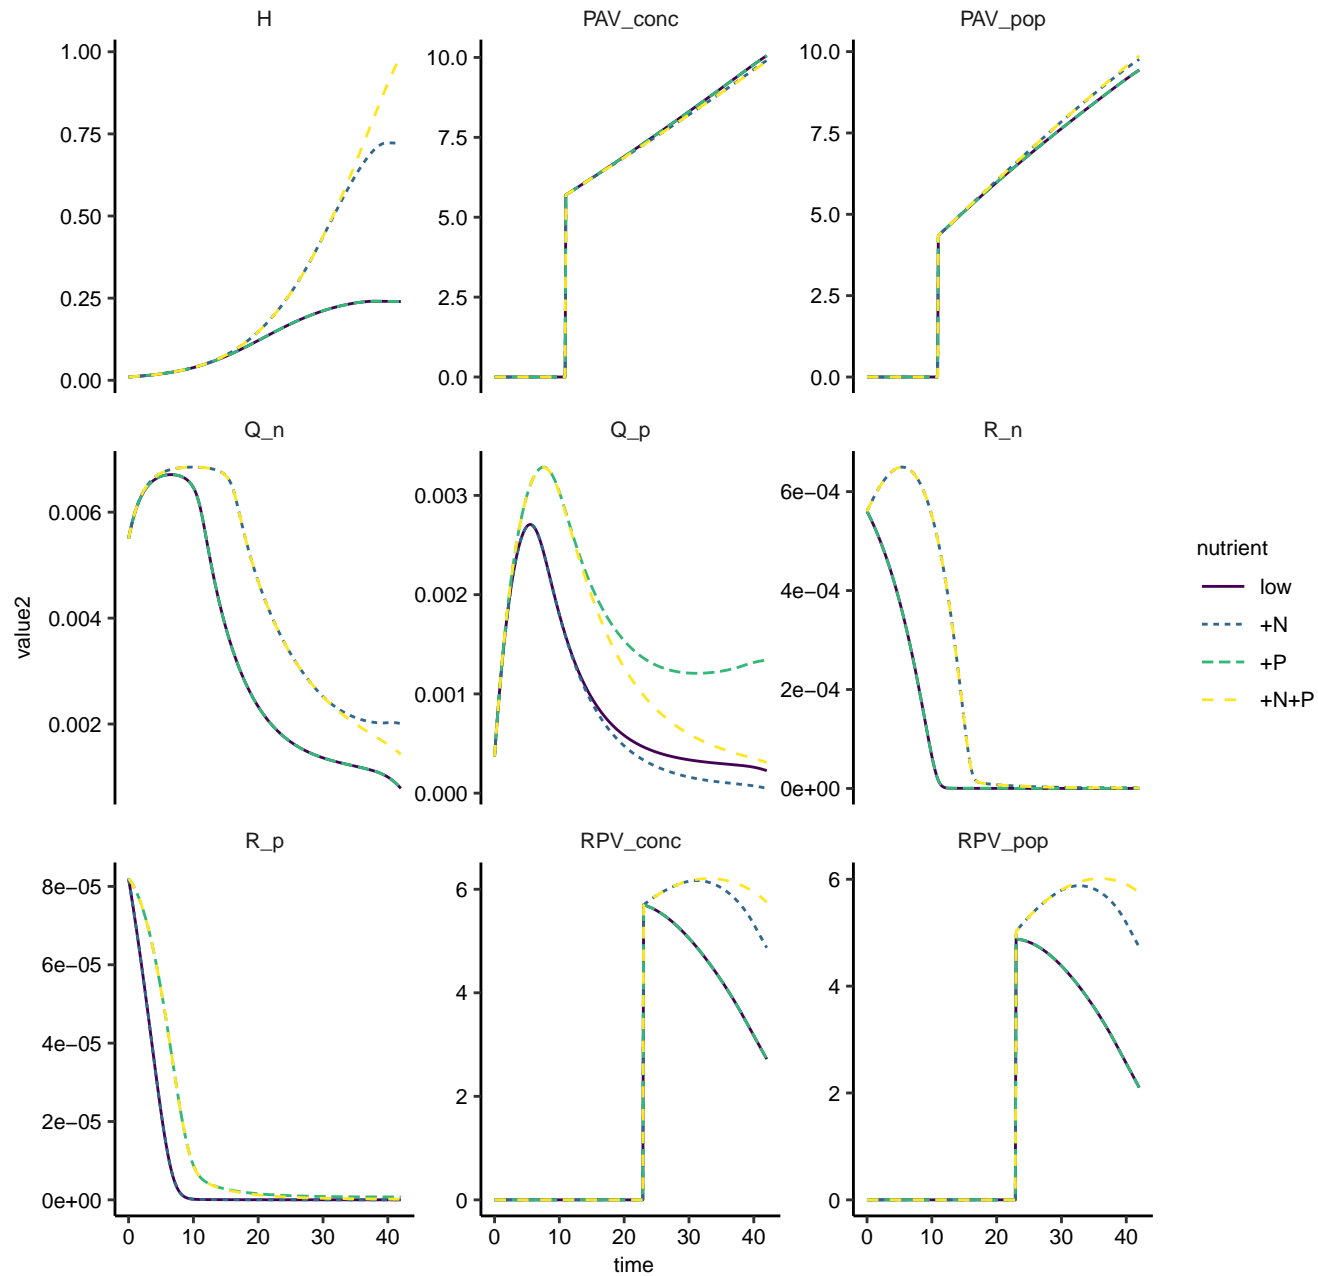 H
PAV_conc
PAV_pop
1.00
0.75
0.50
0.25
0.00
10.0
7.5
5.0
2.5
0.0
10.0
7.5
5.0
2.5
0.0
Q_n
Q_p
R_n
0.006
0.004
0.002
0.003
0.002
0.001
0.000
6e−04
4e−04
2e−04
0e+00
R_p
RPV_conc
RPV_pop
8e−05
6e−05
4e−05
2e−05
0e+00
6
4
2
0
6
4
2
0
0 10 20 30 40
0 10 20 30 40
0 10 20 30 40
time
value2
nutrient
low
+N
+P
+N+P